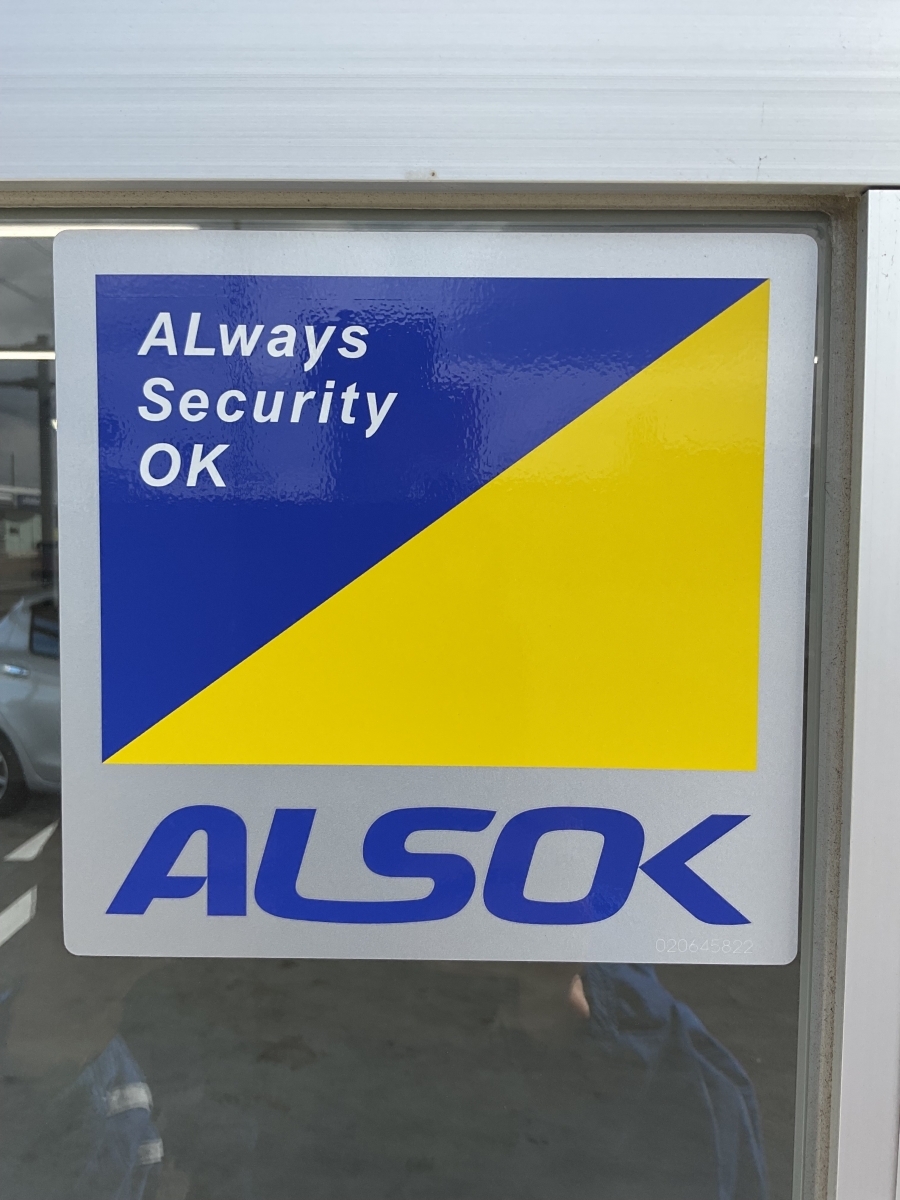 ALways
Security
OK
ALSOK
020645822